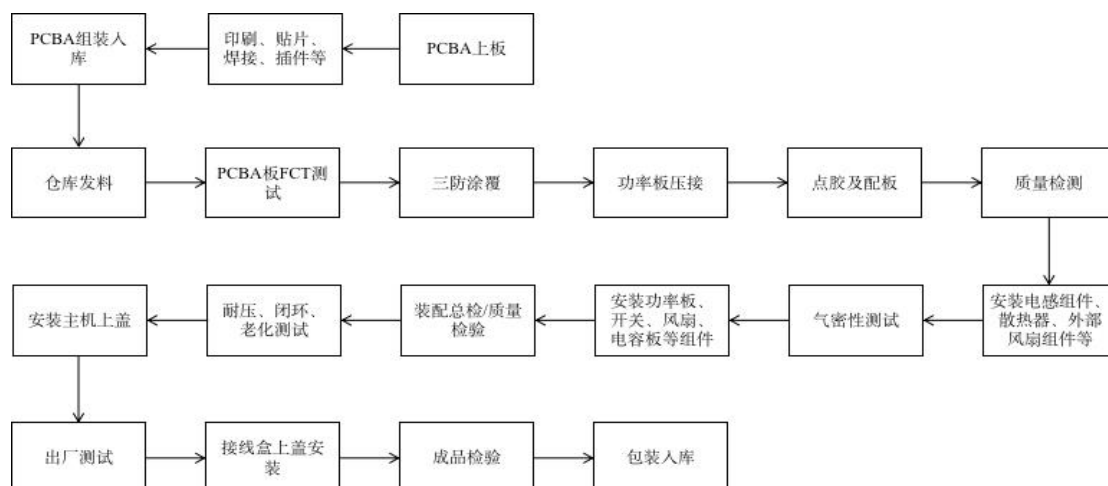 PCBA组装入
库
印刷、贴片、
焊接、插件等
PCBA上板
仓库发料
PCBA板FCT测
试
三防涂覆
功率板压接
点胶及配板
质量检测
安装主机上盖
耐压、闭环、
老化测试
装配总检/质量
检验
安装功率板、
开关、风扇、
电容板等组件
气密性测试
安装电感组件、
散热器、外部
风扇组件等
出厂测试
接线盒上盖安
装
成品检验
包装入库